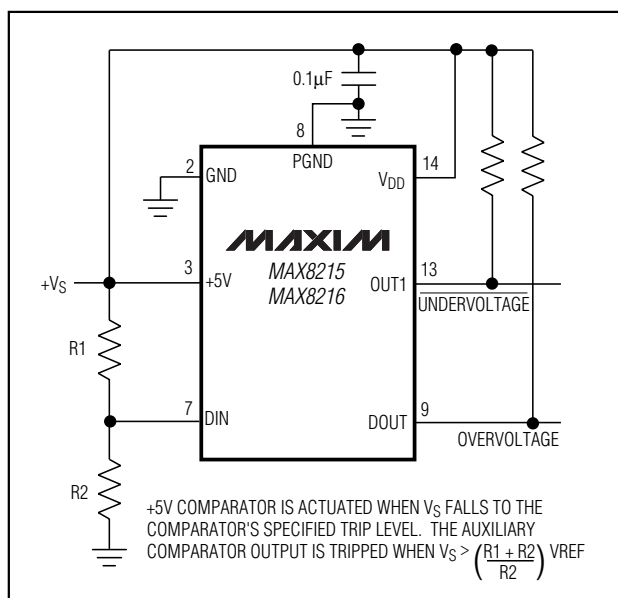 0.1µF
8
PGND
2
GND
14
VDD
MAXIM
MAX8215
MAX8216
+VS
3
+5V
13
OUT1
UNDERVOLTAGE
R1
7
DIN
9
DOUT
OVERVOLTAGE
R2
+5V COMPARATOR IS ACTUATED WHEN VS FALLS TO THE
COMPARATOR'S SPECIFIED TRIP LEVEL. THE AUXILIARY
COMPARATOR OUTPUT IS TRIPPED WHEN VS > (R1 + R2 / R2) VREF